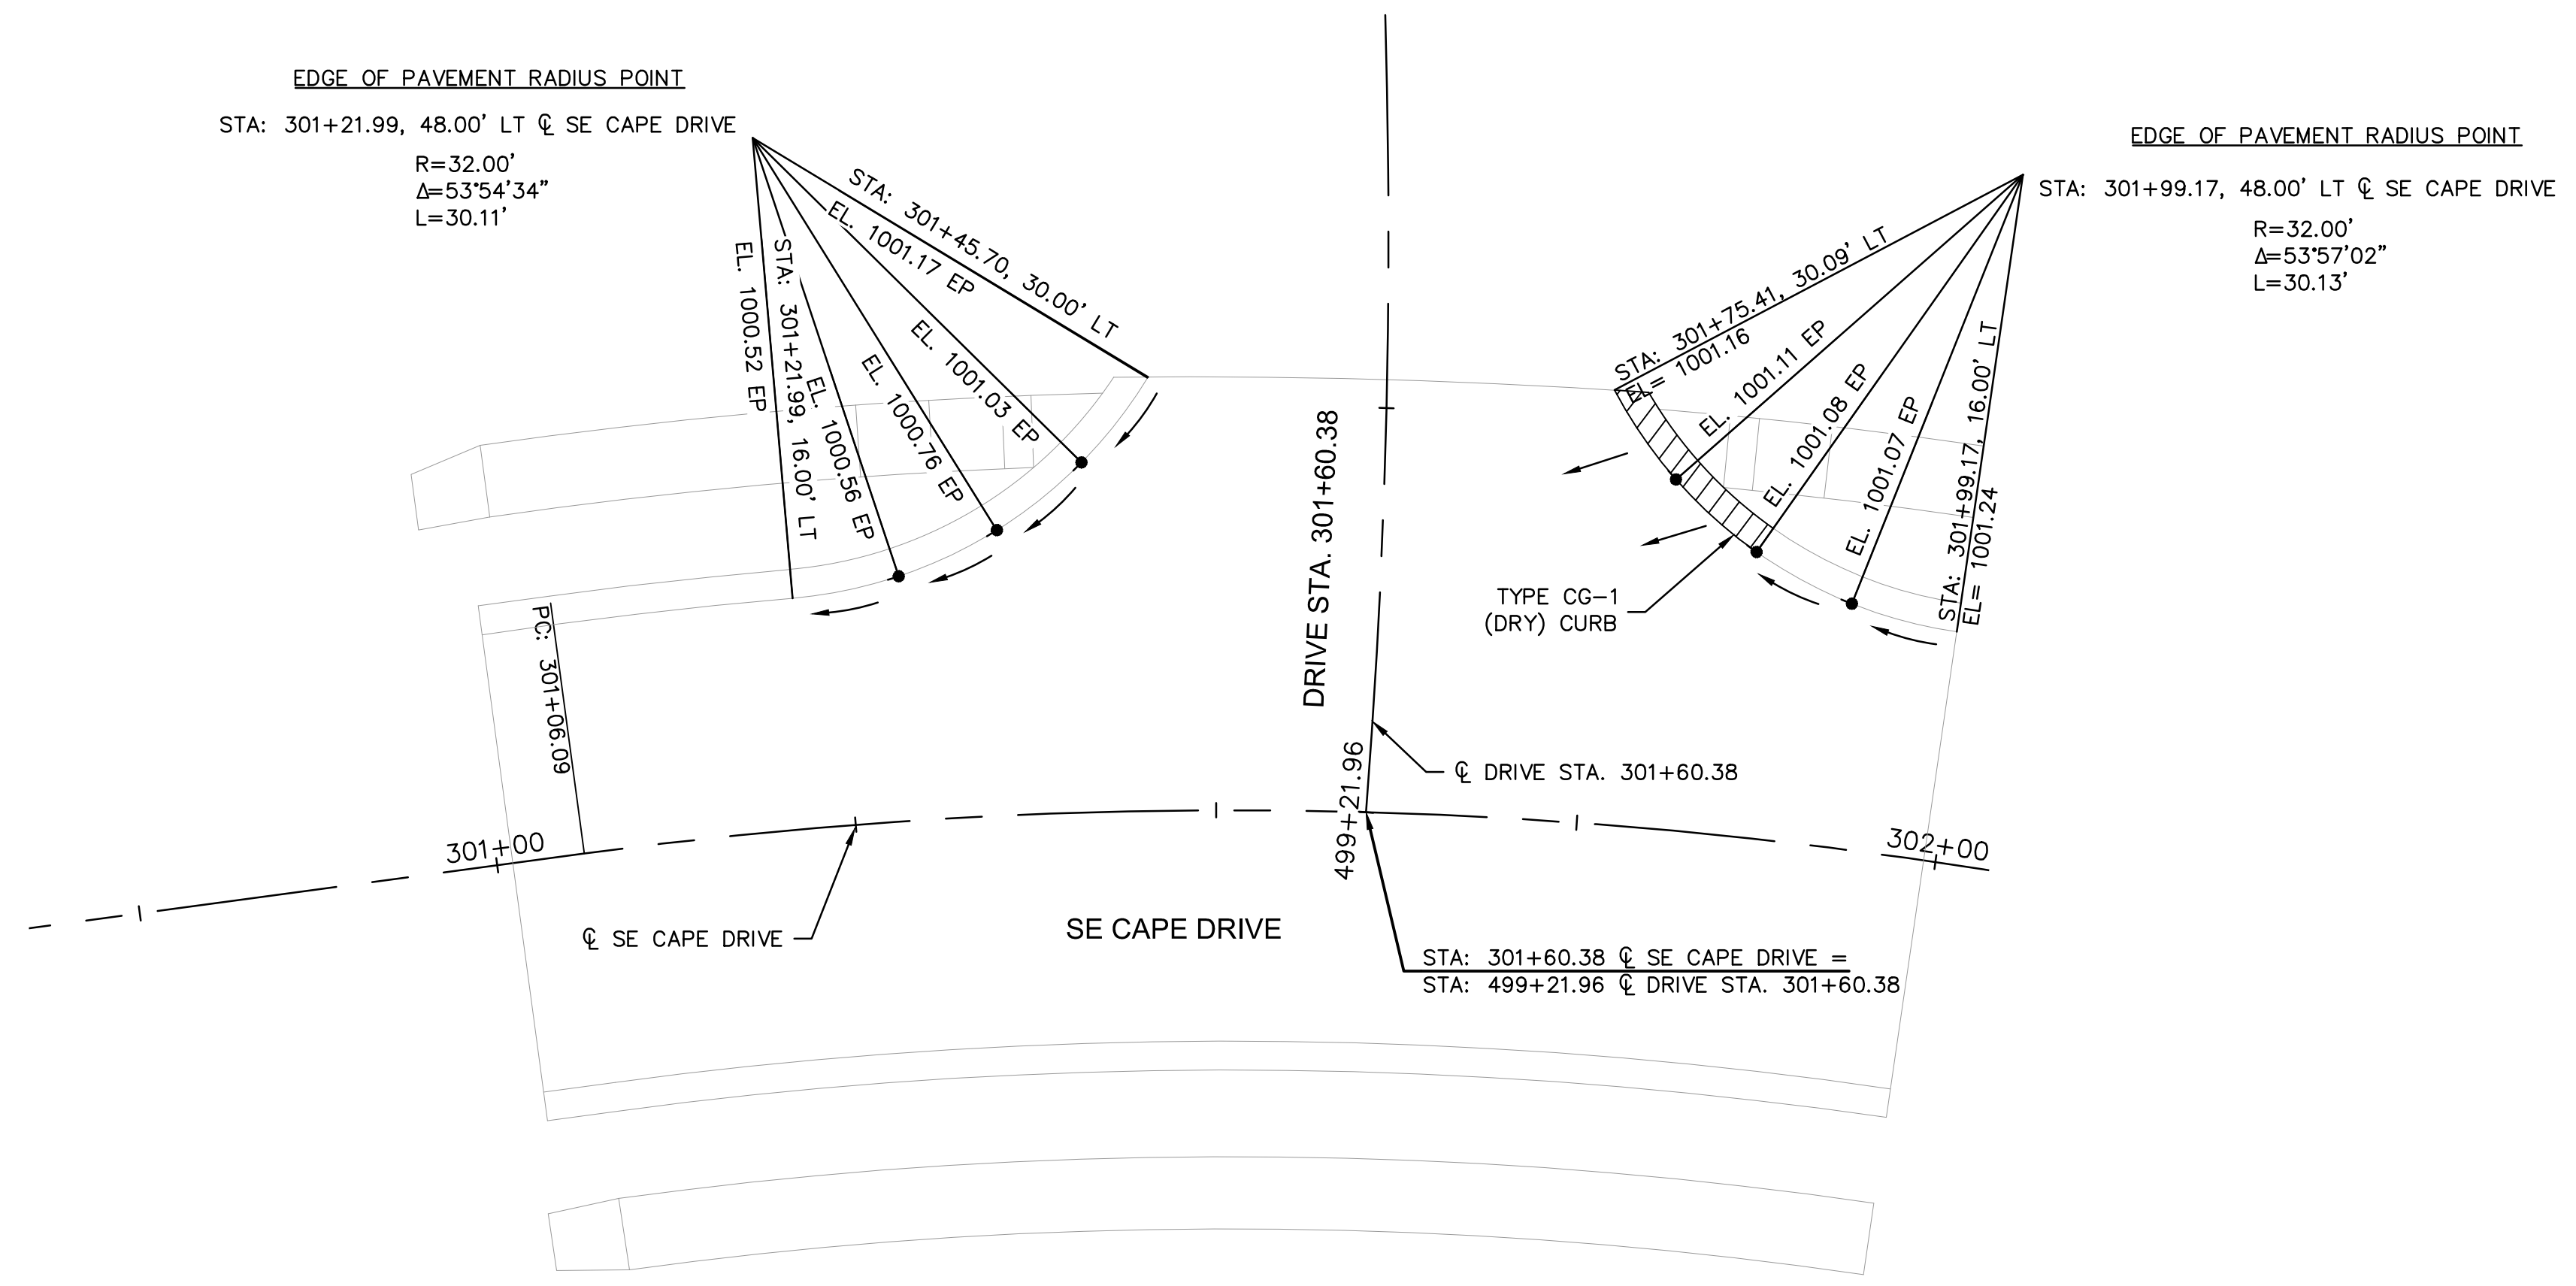 EDGE OF PAVEMENT RADIUS POINT
STA: 301+21.99, 48.00' LT ℄ SE CAPE DRIVE
R=32.00'
Δ=53°54'34"
L=30.11'
EDGE OF PAVEMENT RADIUS POINT
STA: 301+99.17, 48.00' LT ℄ SE CAPE DRIVE
R=32.00'
Δ=53°57'02"
L=30.13'
STA: 301+45.70, 30.00' LT
EL. 1001.17 EP
EL. 1001.03 EP
EL. 1000.76 EP
EL. 1000.56 EP
STA: 301+21.99, 16.00' LT
EL. 1000.52 EP
STA: 301+75.41, 30.09' LT
EL= 1001.16
EL. 1001.11 EP
EL. 1001.08 EP
EL. 1001.07 EP
STA: 301+99.17, 16.00' LT
EL= 1001.24
TYPE CG-1
(DRY) CURB
DRIVE STA. 301+60.38
PC: 301+06.09
499+21.96
℄ DRIVE STA. 301+60.38
301+00
302+00
℄ SE CAPE DRIVE
SE CAPE DRIVE
STA: 301+60.38 ℄ SE CAPE DRIVE =
STA: 499+21.96 ℄ DRIVE STA. 301+60.38